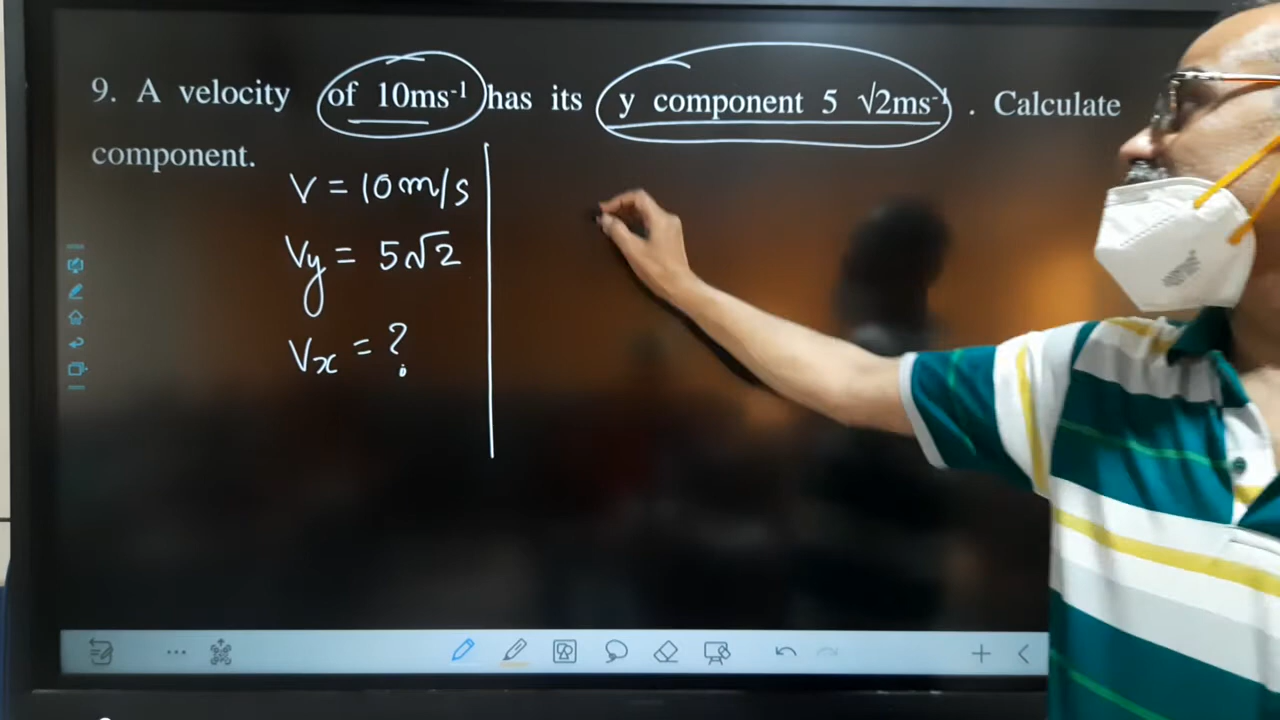 9. A velocity of 10ms⁻¹ has its y component 5 √2ms⁻¹ . Calculate
component.
V = 10m/s
Vy = 5√2
Vx = ?